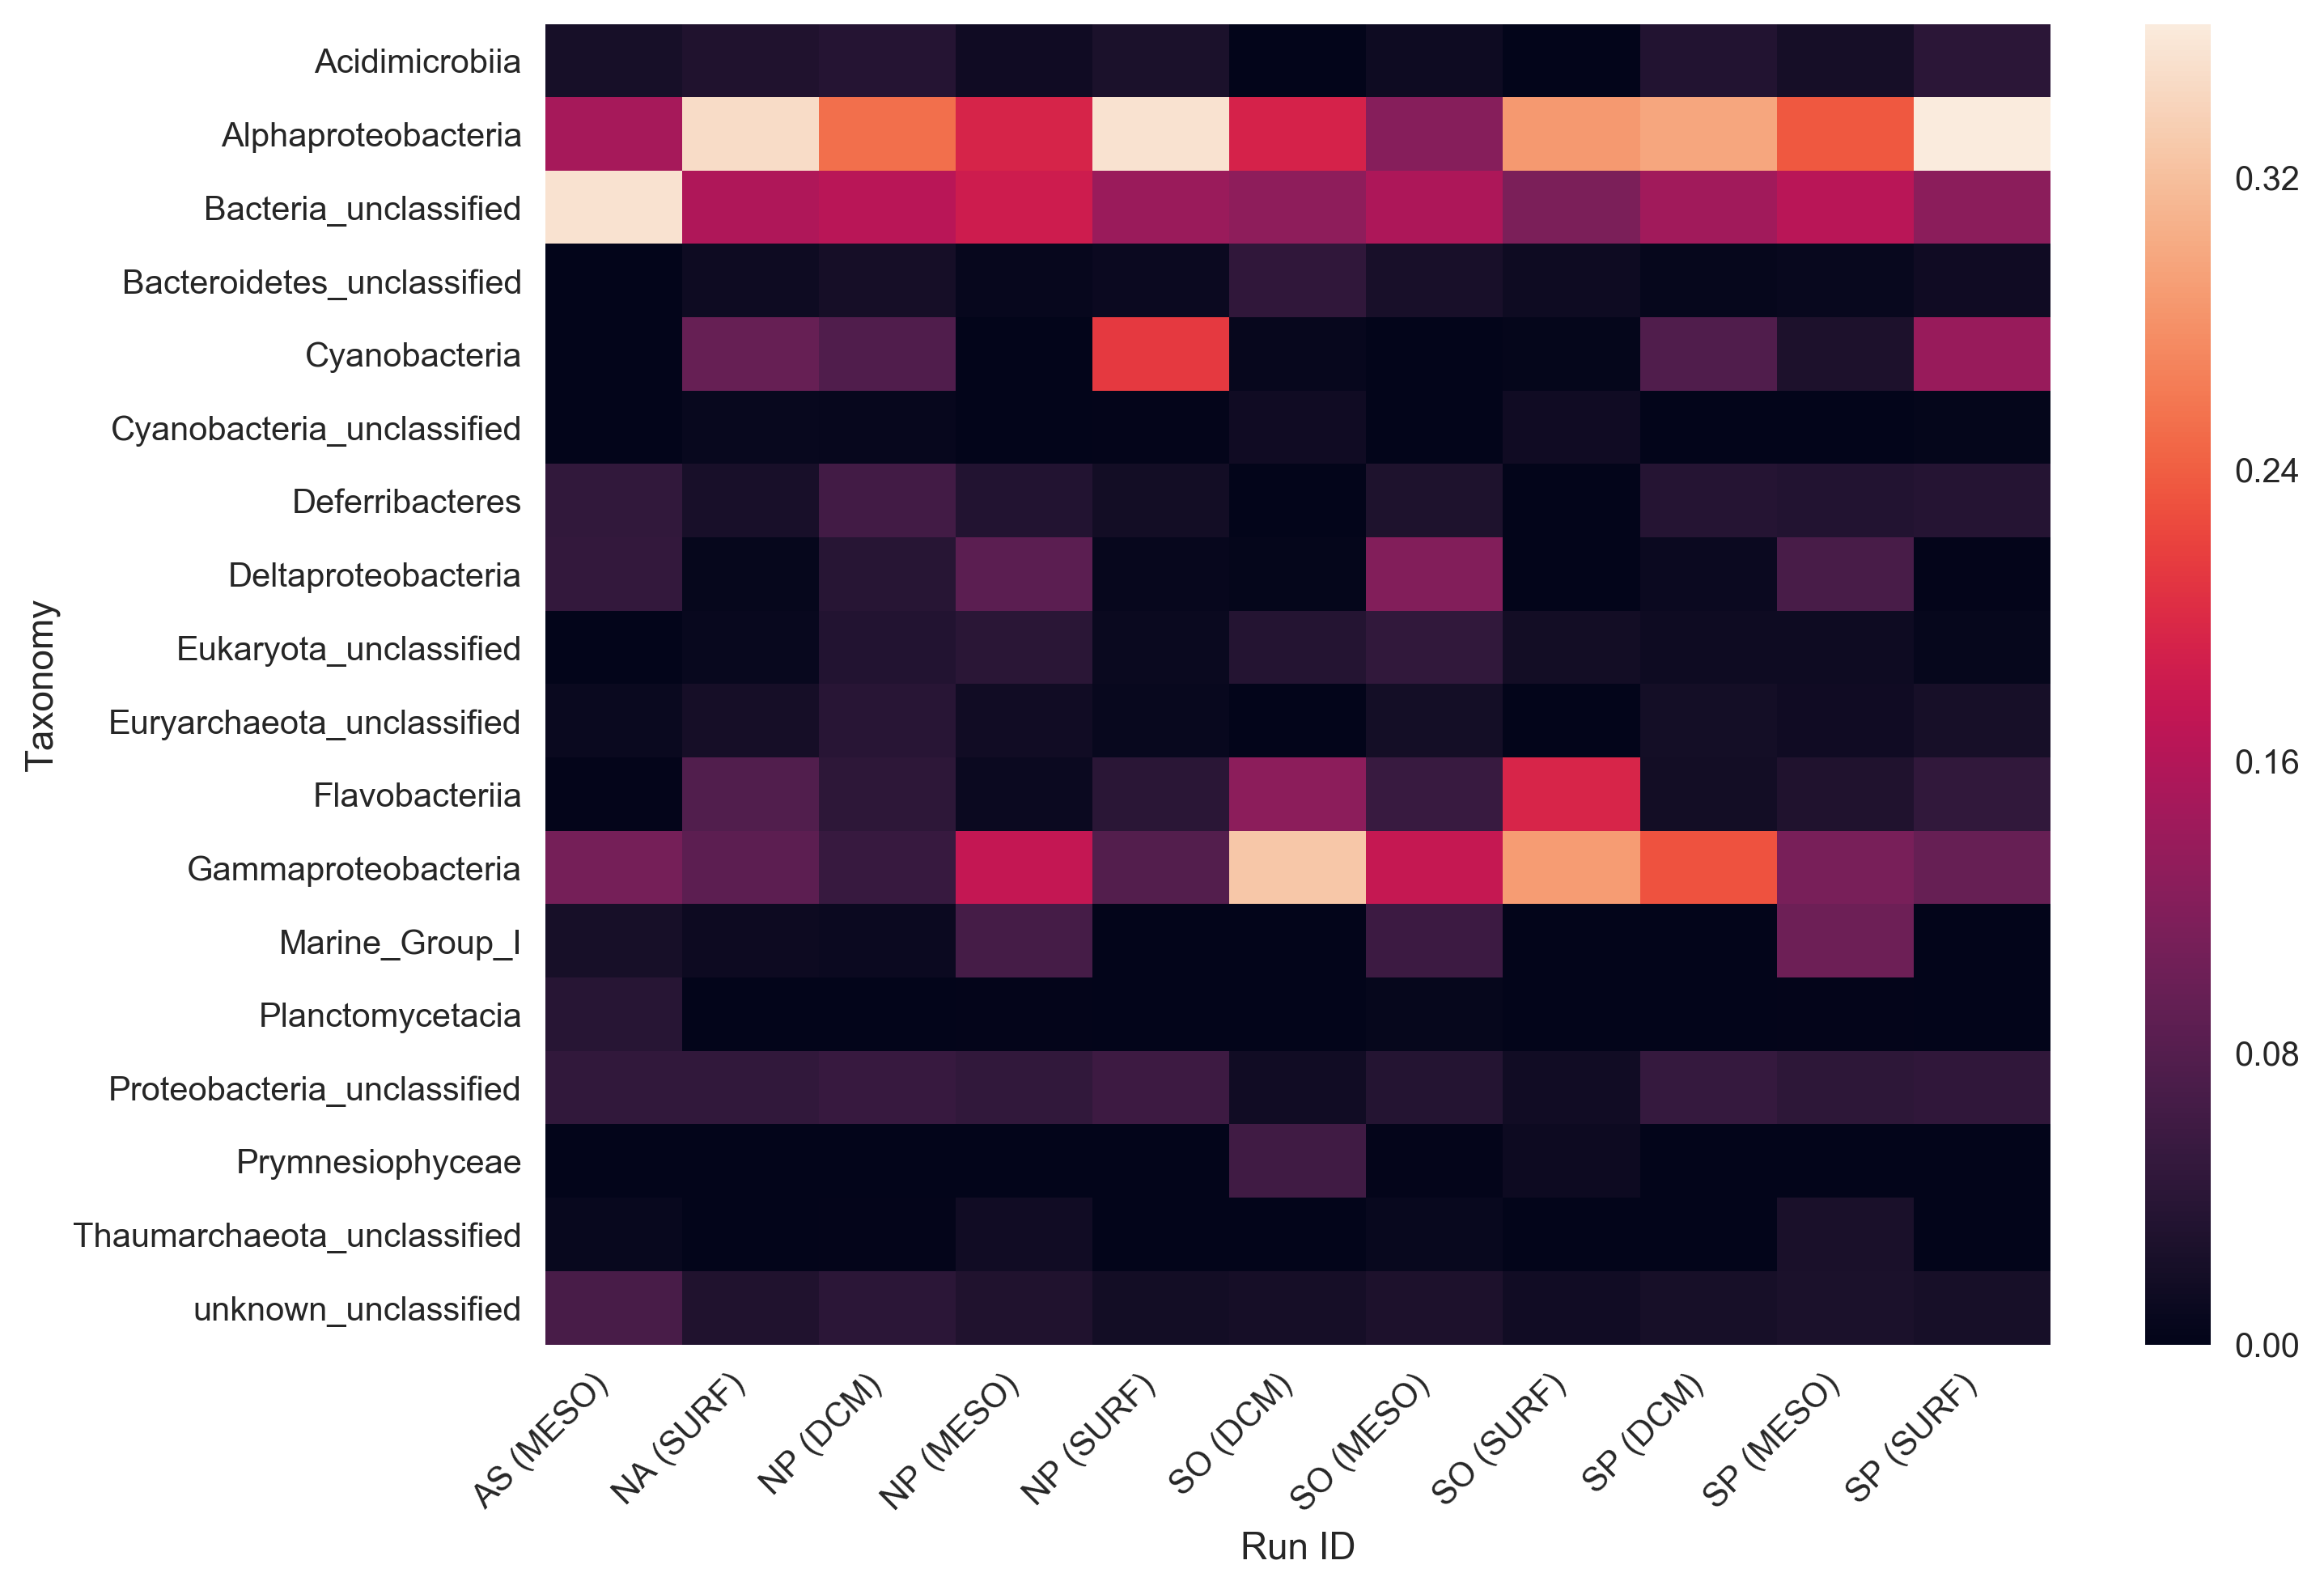 Taxonomy
Acidimicrobiia
Alphaproteobacteria
Bacteria_unclassified
Bacteroidetes_unclassified
Cyanobacteria
Cyanobacteria_unclassified
Deferribacteres
Deltaproteobacteria
Eukaryota_unclassified
Euryarchaeota_unclassified
Flavobacteriia
Gammaproteobacteria
Marine_Group_I
Planctomycetacia
Proteobacteria_unclassified
Prymnesiophyceae
Thaumarchaeota_unclassified
unknown_unclassified
AS (MESO)
NA (SURF)
NP (DCM)
NP (MESO)
NP (SURF)
SO (DCM)
SO (MESO)
SO (SURF)
SP (DCM)
SP (MESO)
SP (SURF)
Run ID
0.32
0.24
0.16
0.08
0.00